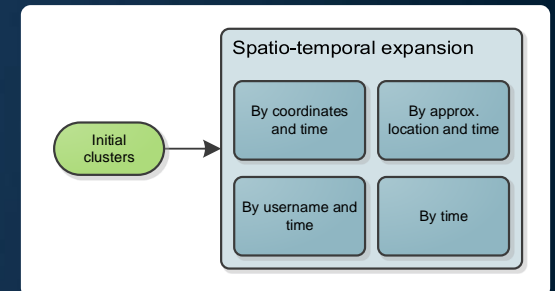 Spatio-temporal expansion
Initial
clusters
By coordinates
and time
By approx.
location and time
By username and
time
By time